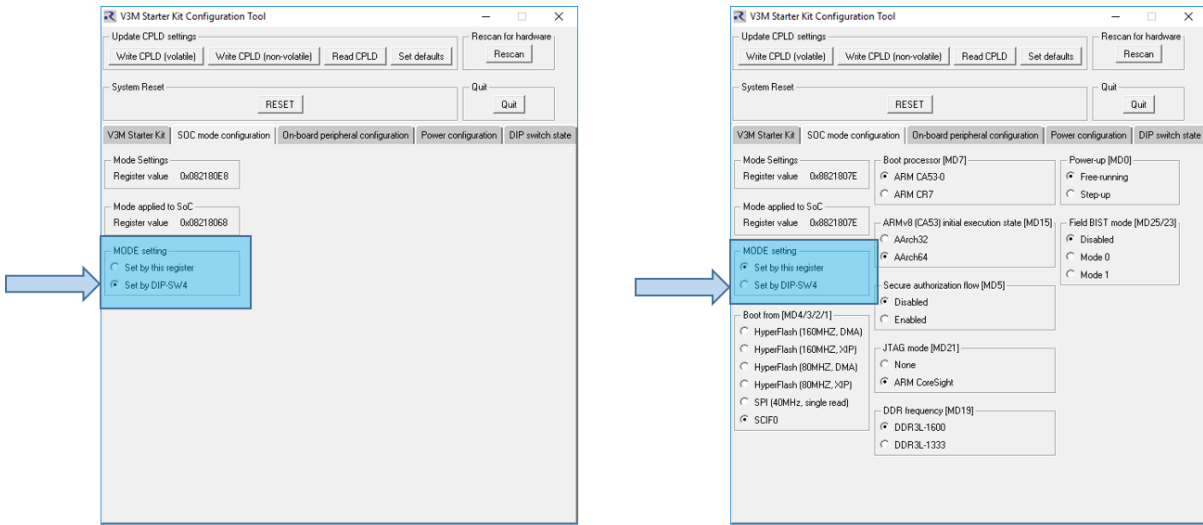 V3M Starter Kit Configuration Tool
Update CPLD settings
Write CPLD (volatile) Write CPLD (non-volatile) Read CPLD Set defaults
Rescan for hardware
Rescan
System Reset
RESET
Quit
Quit
V3M Starter Kit SOC mode configuration On-board peripheral configuration Power configuration DIP switch state
Mode Settings
Register value 0x082180E8
Mode applied to SoC
Register value 0x08218068
MODE setting
Set by this register
Set by DIP-SW4
V3M Starter Kit Configuration Tool
Update CPLD settings
Write CPLD (volatile) Write CPLD (non-volatile) Read CPLD Set defaults
Rescan for hardware
Rescan
System Reset
RESET
Quit
Quit
V3M Starter Kit SOC mode configuration On-board peripheral configuration Power configuration DIP switch state
Mode Settings
Register value 0x8821807E
Mode applied to SoC
Register value 0x8821807E
MODE setting
Set by this register
Set by DIP-SW4
Boot from [MD4/3/2/1]
HyperFlash (160MHZ, DMA)
HyperFlash (160MHZ, XIP)
HyperFlash (80MHZ, DMA)
HyperFlash (80MHZ, XIP)
SPI (40MHz, single read)
SCIF0
Boot processor [MD7]
ARM CA53-0
ARM CR7
ARMv8 (CA53) initial execution state [MD15]
AArch32
AArch64
Secure authorization flow [MD5]
Disabled
Enabled
JTAG mode [MD21]
None
ARM CoreSight
DDR frequency [MD19]
DDR3L-1600
DDR3L-1333
Power-up [MD0]
Free-running
Step-up
Field BIST mode [MD25/23]
Disabled
Mode 0
Mode 1